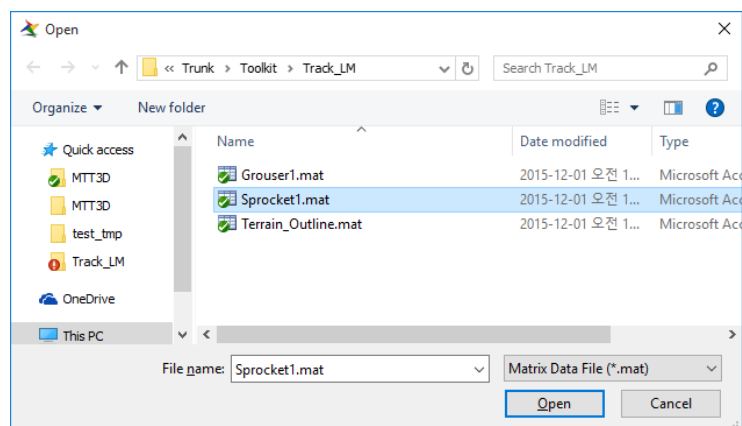 Open
« Trunk > Toolkit > Track_LM
Search Track_LM
Organize
New folder
Name
Date modified
Type
Quick access
MTT3D
MTT3D
test_tmp
Track_LM
OneDrive
This PC
Grouser1.mat 2015-12-01 오전 1... Microsoft Acc
Sprocket1.mat 2015-12-01 오전 1... Microsoft Acc
Terrain_Outline.mat 2015-12-01 오전 1... Microsoft Acc
File name: Sprocket1.mat
Matrix Data File (*.mat)
Open
Cancel